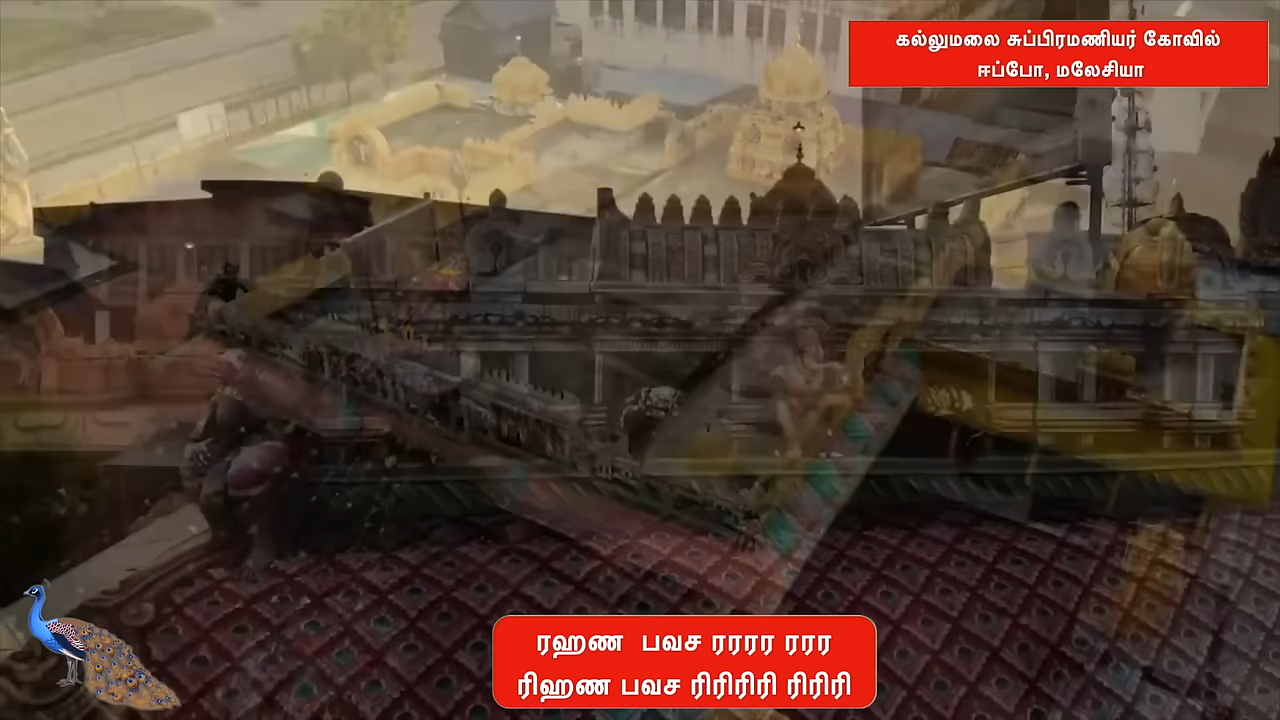 கல்லுமலை சுப்பிரமணியர் கோவில்
ஈப்போ, மலேசியா
ரஹண பவச ரரரர ரரர
ரிஹண பவச ரிரிரிரி ரிரிரி